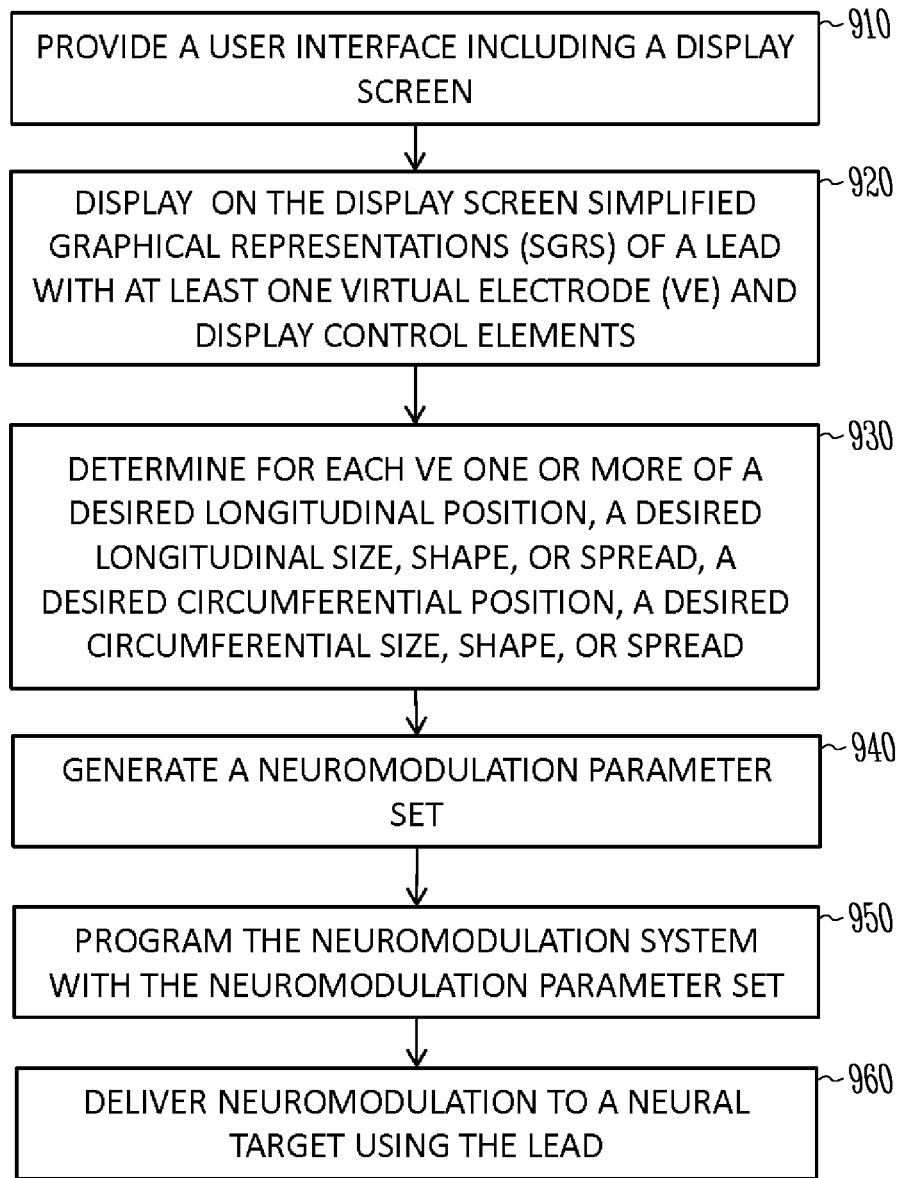 910
PROVIDE A USER INTERFACE INCLUDING A DISPLAY
SCREEN
920
DISPLAY ON THE DISPLAY SCREEN SIMPLIFIED
GRAPHICAL REPRESENTATIONS (SGRS) OF A LEAD
WITH AT LEAST ONE VIRTUAL ELECTRODE (VE) AND
DISPLAY CONTROL ELEMENTS
930
DETERMINE FOR EACH VE ONE OR MORE OF A
DESIRED LONGITUDINAL POSITION, A DESIRED
LONGITUDINAL SIZE, SHAPE, OR SPREAD, A
DESIRED CIRCUMFERENTIAL POSITION, A DESIRED
CIRCUMFERENTIAL SIZE, SHAPE, OR SPREAD
940
GENERATE A NEUROMODULATION PARAMETER
SET
950
PROGRAM THE NEUROMODULATION SYSTEM
WITH THE NEUROMODULATION PARAMETER SET
960
DELIVER NEUROMODULATION TO A NEURAL
TARGET USING THE LEAD